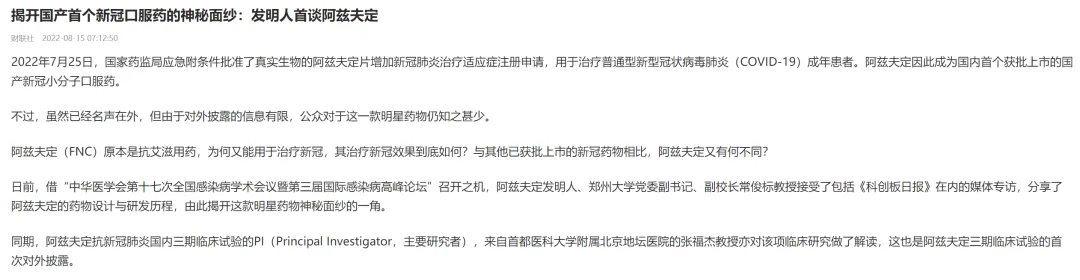 揭开国产首个新冠口服药的神秘面纱：发明人首谈阿兹夫定
财联社 2022-08-15 07:12:50
2022年7月25日，国家药监局应急附条件批准了真实生物的阿兹夫定片增加新冠肺炎治疗适应症注册申请，用于治疗普通型新型冠状病毒肺炎（COVID-19）成年患者。阿兹夫定因此成为国内首个获批上市的国
产新冠小分子口服药。
不过，虽然已经名声在外，但由于对外披露的信息有限，公众对于这一款明星药物仍知之甚少。
阿兹夫定（FNC）原本是抗艾滋用药，为何又能用于治疗新冠，其治疗新冠效果到底如何？与其他已获批上市的新冠药物相比，阿兹夫定又有何不同？
日前，借“中华医学会第十七次全国感染病学术会议暨第三届国际感染病高峰论坛”召开之机，阿兹夫定发明人、郑州大学党委副书记、副校长常俊标教授接受了包括《科创板日报》在内的媒体专访，分享了
阿兹夫定的药物设计与研发历程，由此揭开这款明星药物神秘面纱的一角。
同期，阿兹夫定抗新冠肺炎国内三期临床试验的PI（Principal Investigator，主要研究者），来自首都医科大学附属北京地坛医院的张福杰教授亦对该项临床研究做了解读，这也是阿兹夫定三期临床试验的首
次对外披露。